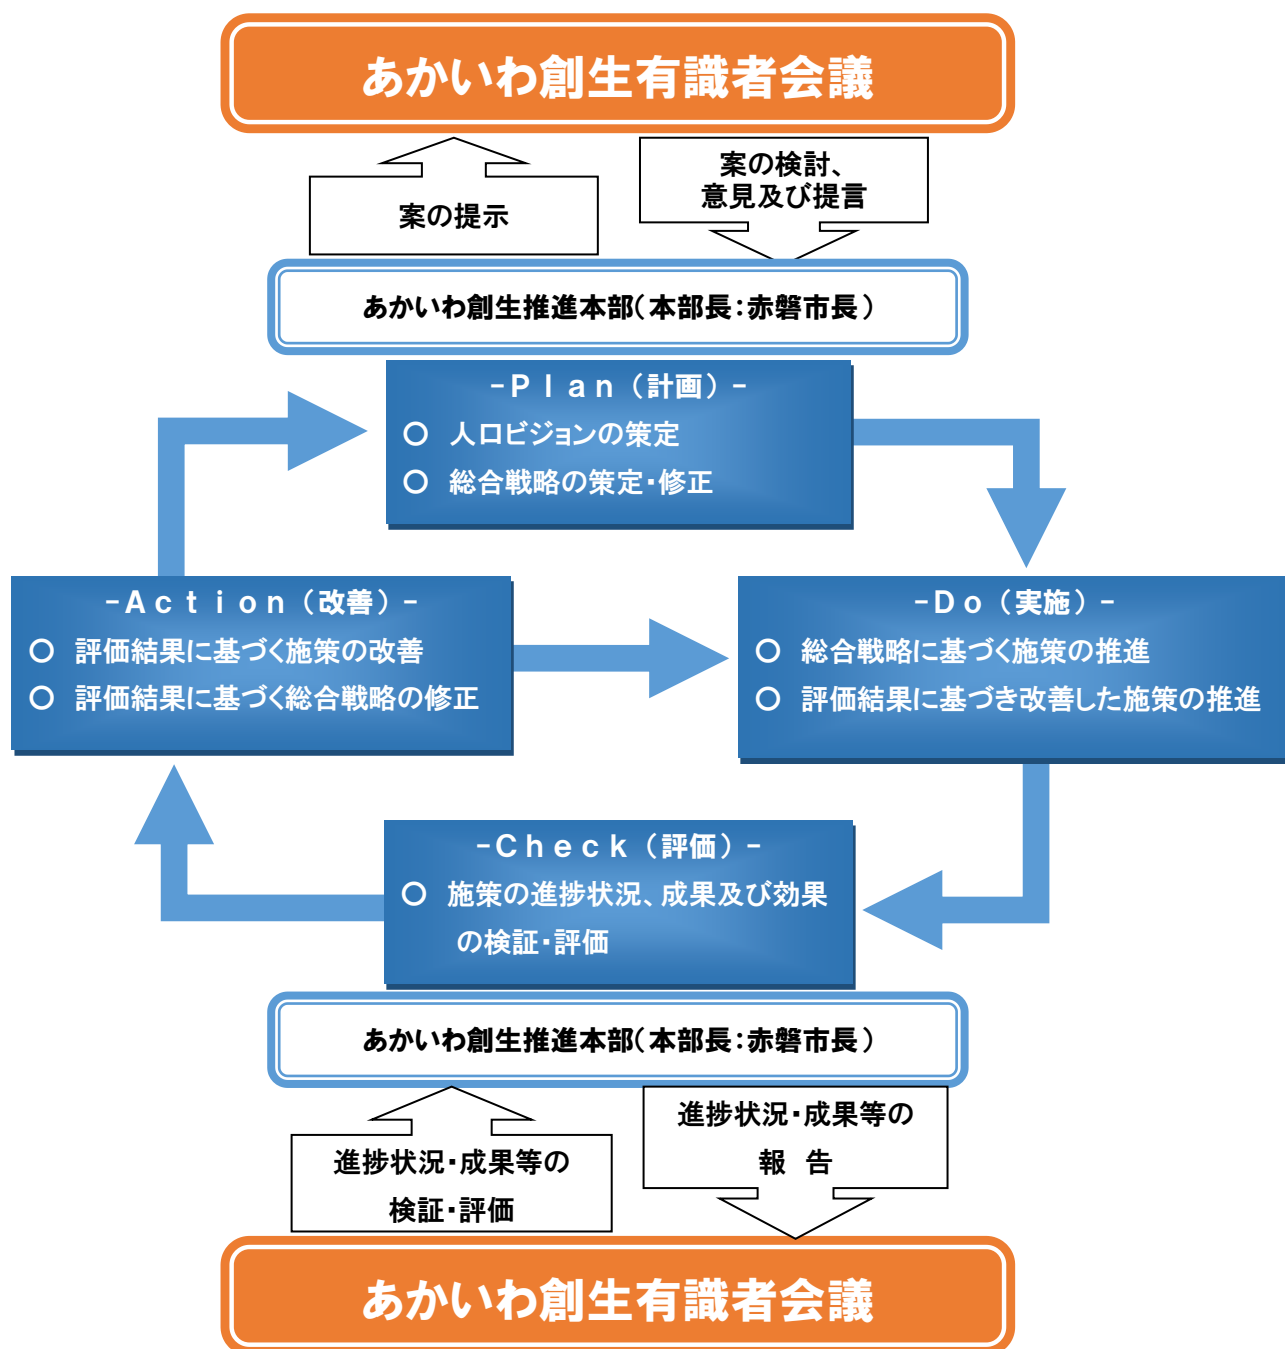 あかいわ創生有識者会議
案の提示
案の検討、
意見及び提言
あかいわ創生推進本部（本部長：赤磐市長）
－Ｐｌａｎ（計画）－
○ 人口ビジョンの策定
○ 総合戦略の策定・修正
－Ａｃｔｉｏｎ（改善）－
○ 評価結果に基づく施策の改善
○ 評価結果に基づく総合戦略の修正
－Ｄｏ（実施）－
○ 総合戦略に基づく施策の推進
○ 評価結果に基づき改善した施策の推進
－Ｃｈｅｃｋ（評価）－
○ 施策の進捗状況、成果及び効果
の検証・評価
あかいわ創生推進本部（本部長：赤磐市長）
進捗状況・成果等の
検証・評価
進捗状況・成果等の
報　告
あかいわ創生有識者会議